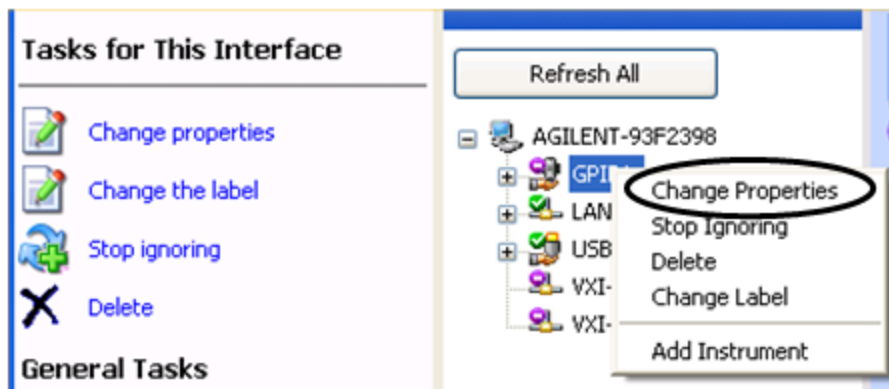 Tasks for This Interface
Change properties
Change the label
Stop ignoring
Delete
General Tasks
Refresh All
AGILENT-93F2398
LAN
USB
VXI-
VXI-
Change Properties
Stop Ignoring
Delete
Change Label
Add Instrument